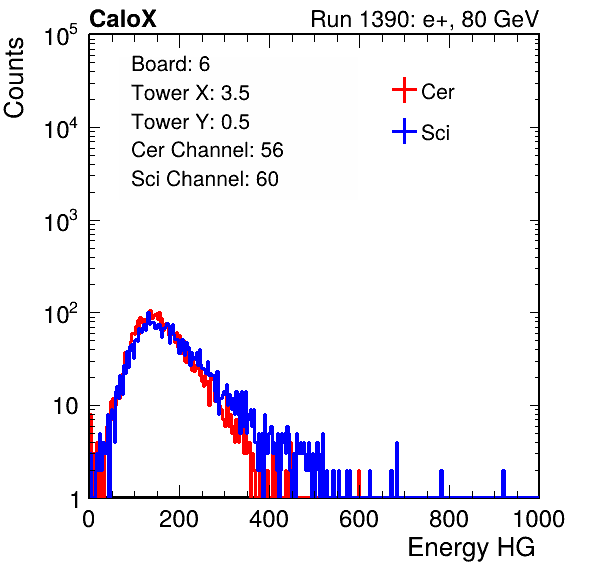 CaloX
Run 1390: e+, 80 GeV
Counts
Board: 6
Tower X: 3.5
Tower Y: 0.5
Cer Channel: 56
Sci Channel: 60
Cer
Sci
10^5
10^4
10^3
10^2
10
1
0 200 400 600 800 1000
Energy HG